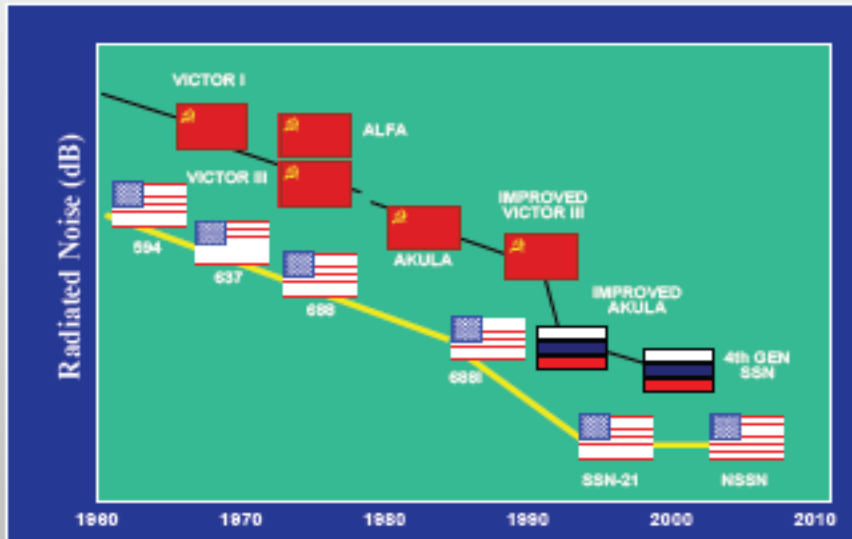 Radiated Noise (dB)
VICTOR I
ALFA
VICTOR III
594
637
688
AKULA
IMPROVED
VICTOR III
IMPROVED
AKULA
688I
4th GEN
SSN
SSN-21
NSSN
1960
1970
1980
1990
2000
2010